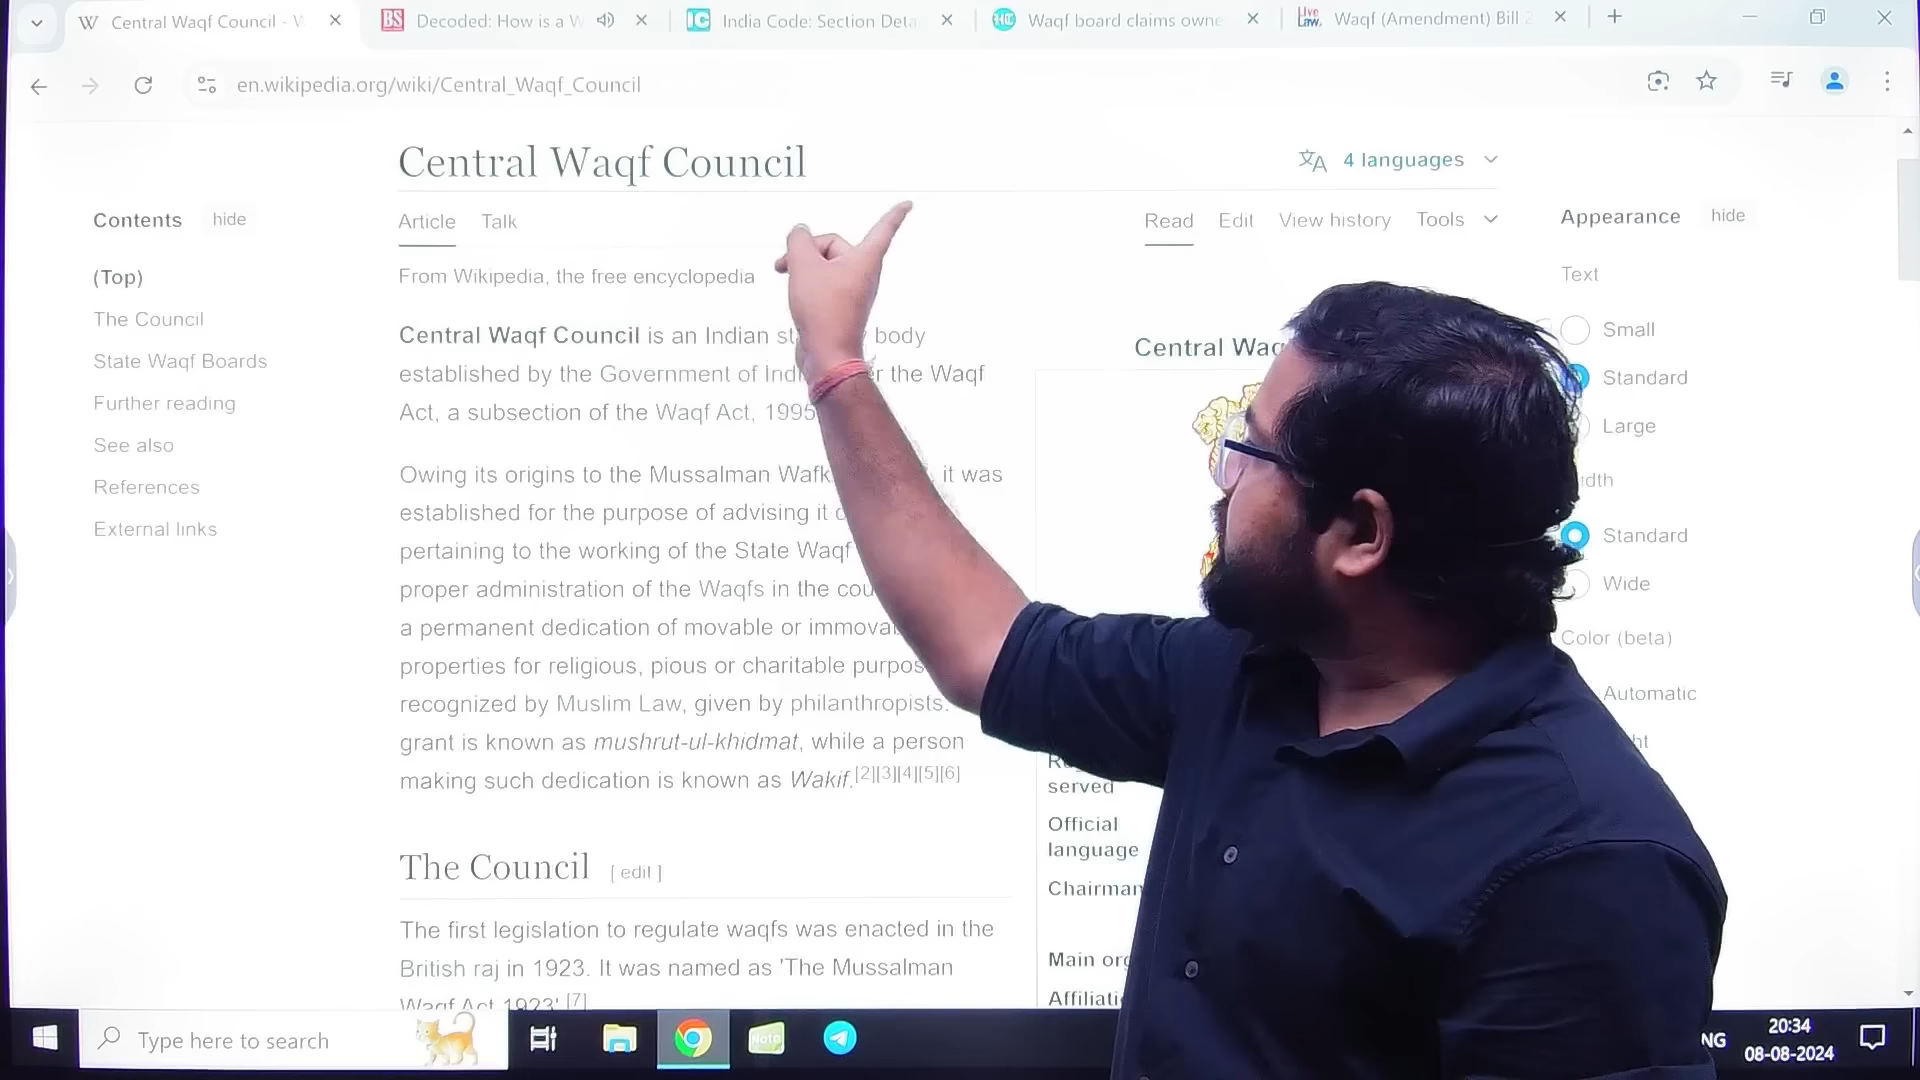 Central Waqf Council - W
Decoded: How is a W
India Code: Section Deta
Waqf board claims owne
Live Law.
Waqf (Amendment) Bill 2
en.wikipedia.org/wiki/Central_Waqf_Council
Central Waqf Council
4 languages
Contents hide
Article Talk
Read Edit View history Tools
Appearance hide
(Top)
The Council
State Waqf Boards
Further reading
See also
References
External links
From Wikipedia, the free encyclopedia
Central Waqf Council is an Indian body
established by the Government of the Waqf
Act, a subsection of the Waqf Act, 1995
Owing its origins to the Mussalman it was
established for the purpose of advising it
pertaining to the working of the State Waqf
proper administration of the Waqfs in the
a permanent dedication of movable or
properties for religious, pious or charitable
recognized by Muslim Law, given by philanthropists.
grant is known as mushrut-ul-khidmat, while a person
making such dedication is known as Wakif.[2][3][4][5][6]
The Council [ edit ]
The first legislation to regulate waqfs was enacted in the
British raj in 1923. It was named as 'The Mussalman
Waqf Act 1923'.[7]
Central
served
Official
language
Chairman
Main
Text
Small
Standard
Large
Standard
Wide
Color (beta)
Automatic
Type here to search
Note
20:34
08-08-2024